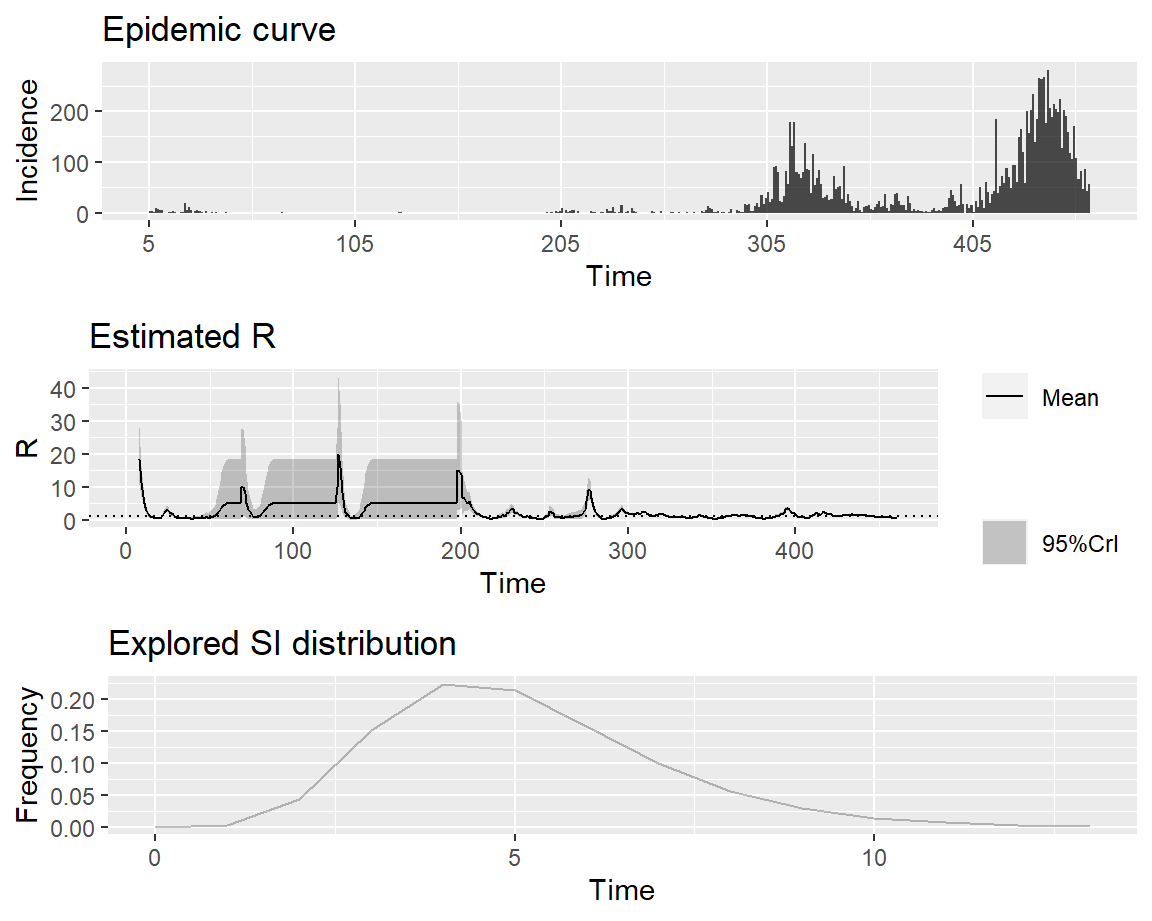 Epidemic curve
Incidence
200
100
0
5 105 205 305 405
Time
Estimated R
R
40
30
20
10
0
0 100 200 300 400
Time
Mean
95%CrI
Explored SI distribution
Frequency
0.20
0.15
0.10
0.05
0.00
0 5 10
Time